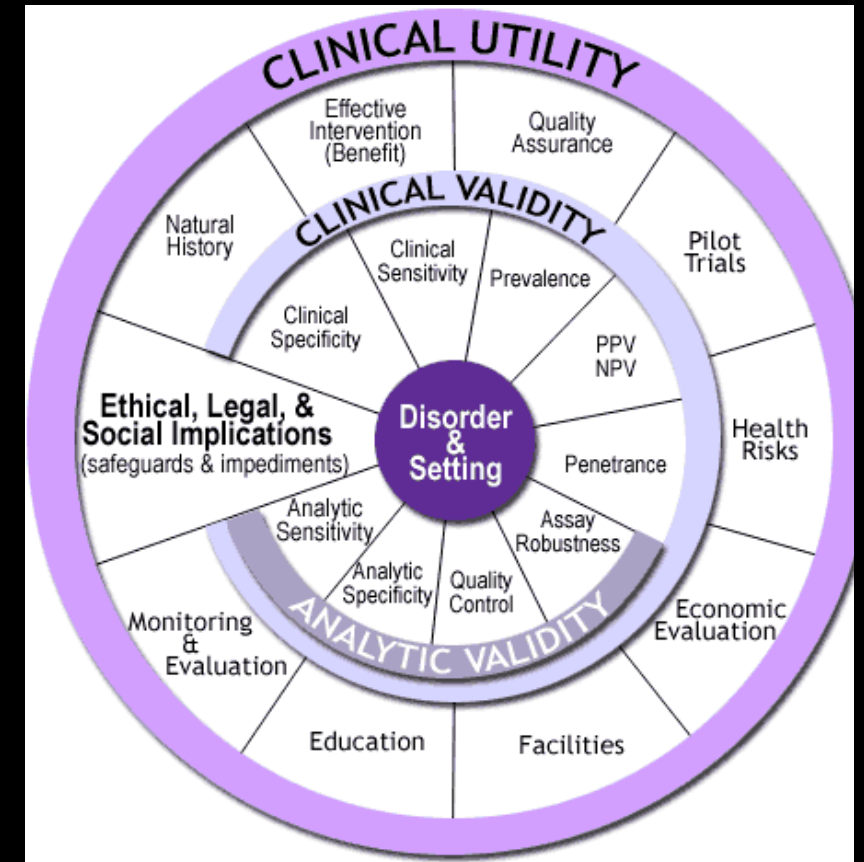 CLINICAL UTILITY
Effective
Intervention
(Benefit)
Quality
Assurance
Natural
History
Pilot
Trials
CLINICAL VALIDITY
Clinical
Sensitivity
Prevalence
Clinical
Specificity
PPV
NPV
Ethical, Legal, &
Social Implications
(safeguards & impediments)
Disorder
&
Setting
Health
Risks
Penetrance
Analytic
Sensitivity
Assay
Robustness
Analytic
Specificity
Quality
Control
ANALYTIC VALIDITY
Monitoring
&
Evaluation
Economic
Evaluation
Education
Facilities